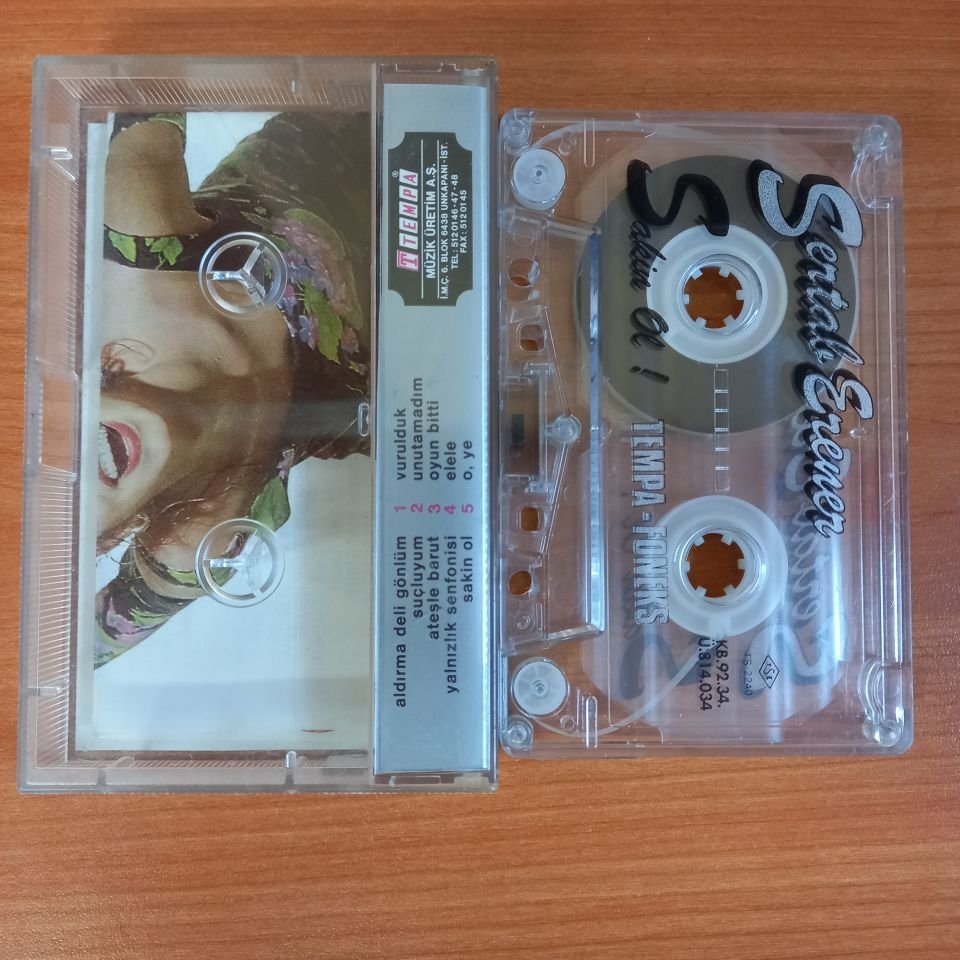 TEMPA®
MÜZİK ÜRETİM A.Ş.
İ.M.Ç. 6. BLOK 6438 UNKAPANI-İST.
TEL: 512 01 46 - 47 - 48
FAX: 512 01 45
aldırma deli gönlüm 1 vurulduk
suçluyum 2 unutamadım
ateşle barut 3 oyun bitti
yalnızlık senfonisi 4 elele
sakin ol 5 o, ye
Sertab Erener
Sakin Ol !
TEMPA - FONEKS
TSE
TS 2240
KB.92.34.
Ü.814.034